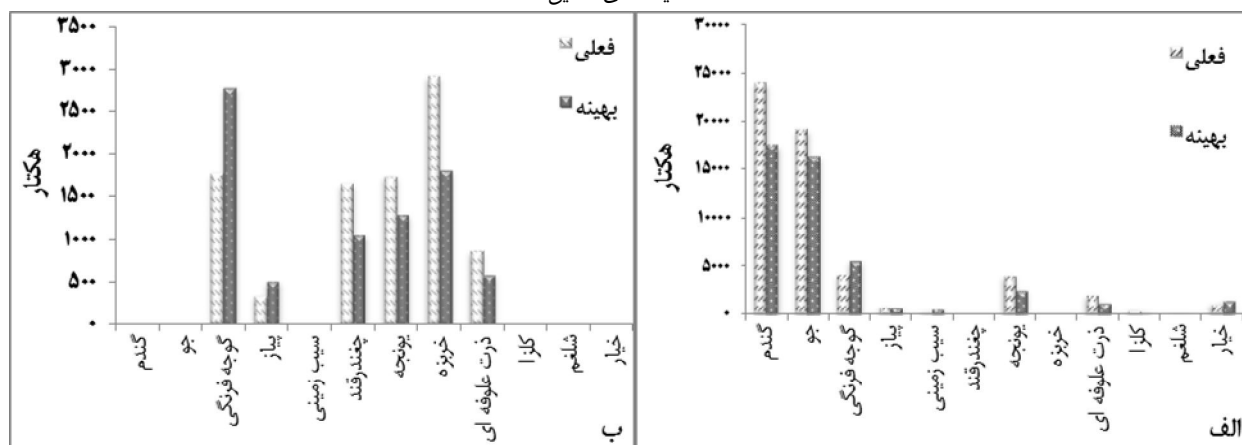 ۳۵۰۰
۳۰۰۰
۲۵۰۰
۲۰۰۰
۱۵۰۰
۱۰۰۰
۵۰۰
۰
هکتار
فعلی
بهینه
گندم
جو
گوجه فرنگی
پیاز
سیب زمینی
چغندرقند
یونجه
خربزه
ذرت علوفه ای
کلزا
شلغم
خیار
ب
۳۰۰۰۰
۲۵۰۰۰
۲۰۰۰۰
۱۵۰۰۰
۱۰۰۰۰
۵۰۰۰
۰
هکتار
فعلی
بهینه
گندم
جو
گوجه فرنگی
پیاز
سیب زمینی
چغندرقند
یونجه
خربزه
ذرت علوفه ای
کلزا
شلغم
خیار
الف